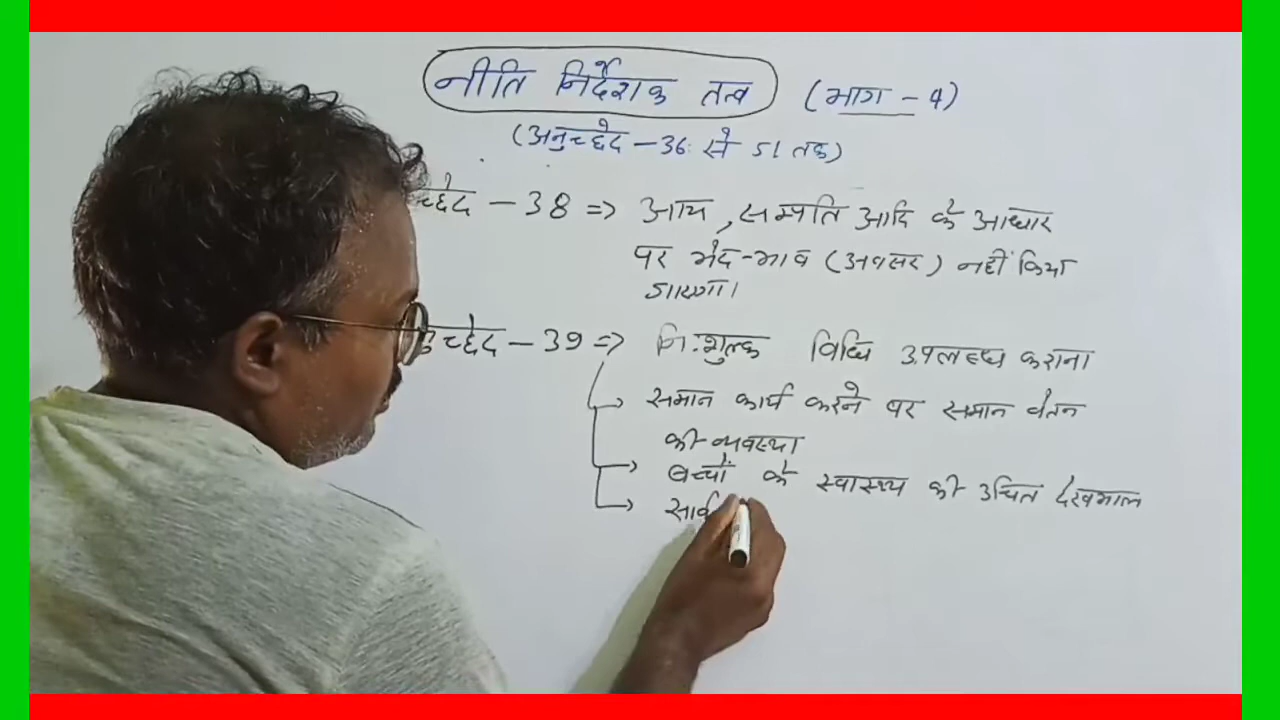 नीति निर्देशक तत्व (भाग - 4)
(अनुच्छेद - 36 से 51 तक)
च्छेद - 38 => आय, सम्पति आदि के आधार
पर भेद-भाव (अवसर) नहीं किया
जाएगा।
च्छेद - 39 => नि:शुल्क विधि उपलब्ध कराना
समान कार्य करने पर समान वेतन
की व्यवस्था
बच्चों के स्वास्थ्य की उचित देखभाल
सार्व